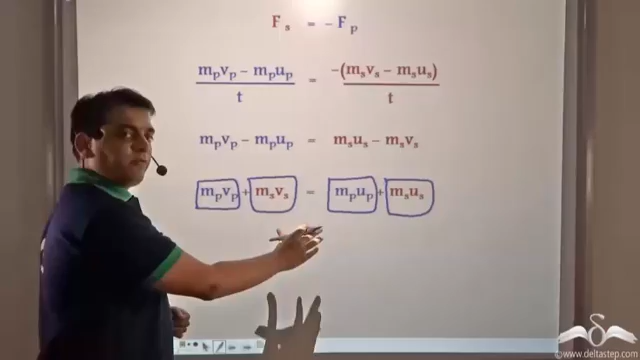 Fₛ = – Fₚ
mₚvₚ – mₚuₚ = –(mₛvₛ – mₛuₛ)
t t
mₚvₚ – mₚuₚ = mₛuₛ – mₛvₛ
mₚvₚ + mₛvₛ = mₚuₚ + mₛuₛ
©www.deltastep.com